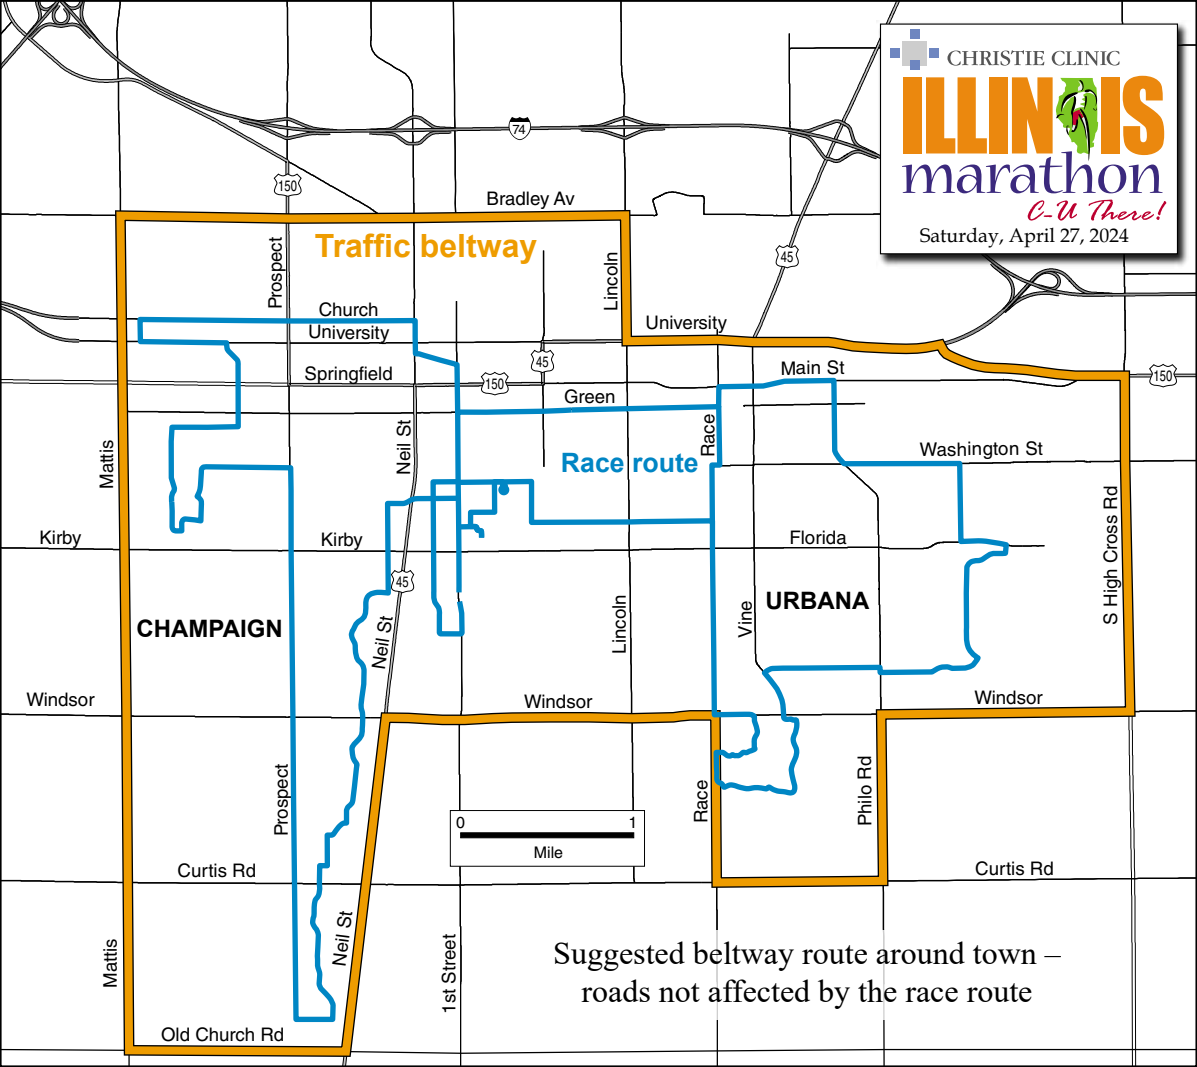 CHRISTIE CLINIC
ILLINOIS
marathon
C-U There!
Saturday, April 27, 2024
74
150
Bradley Av
Traffic beltway
Prospect
Lincoln
45
Church
University
University
45
Springfield
150
Main St
150
Green
Mattis
Neil St
Race
Race route
Washington St
S High Cross Rd
Kirby
Kirby
Florida
45
CHAMPAIGN
Neil St
Lincoln
Vine
URBANA
Windsor
Windsor
Windsor
Prospect
0 1
Mile
Race
Philo Rd
Curtis Rd
Curtis Rd
Mattis
Neil St
1st Street
Suggested beltway route around town –
roads not affected by the race route
Old Church Rd